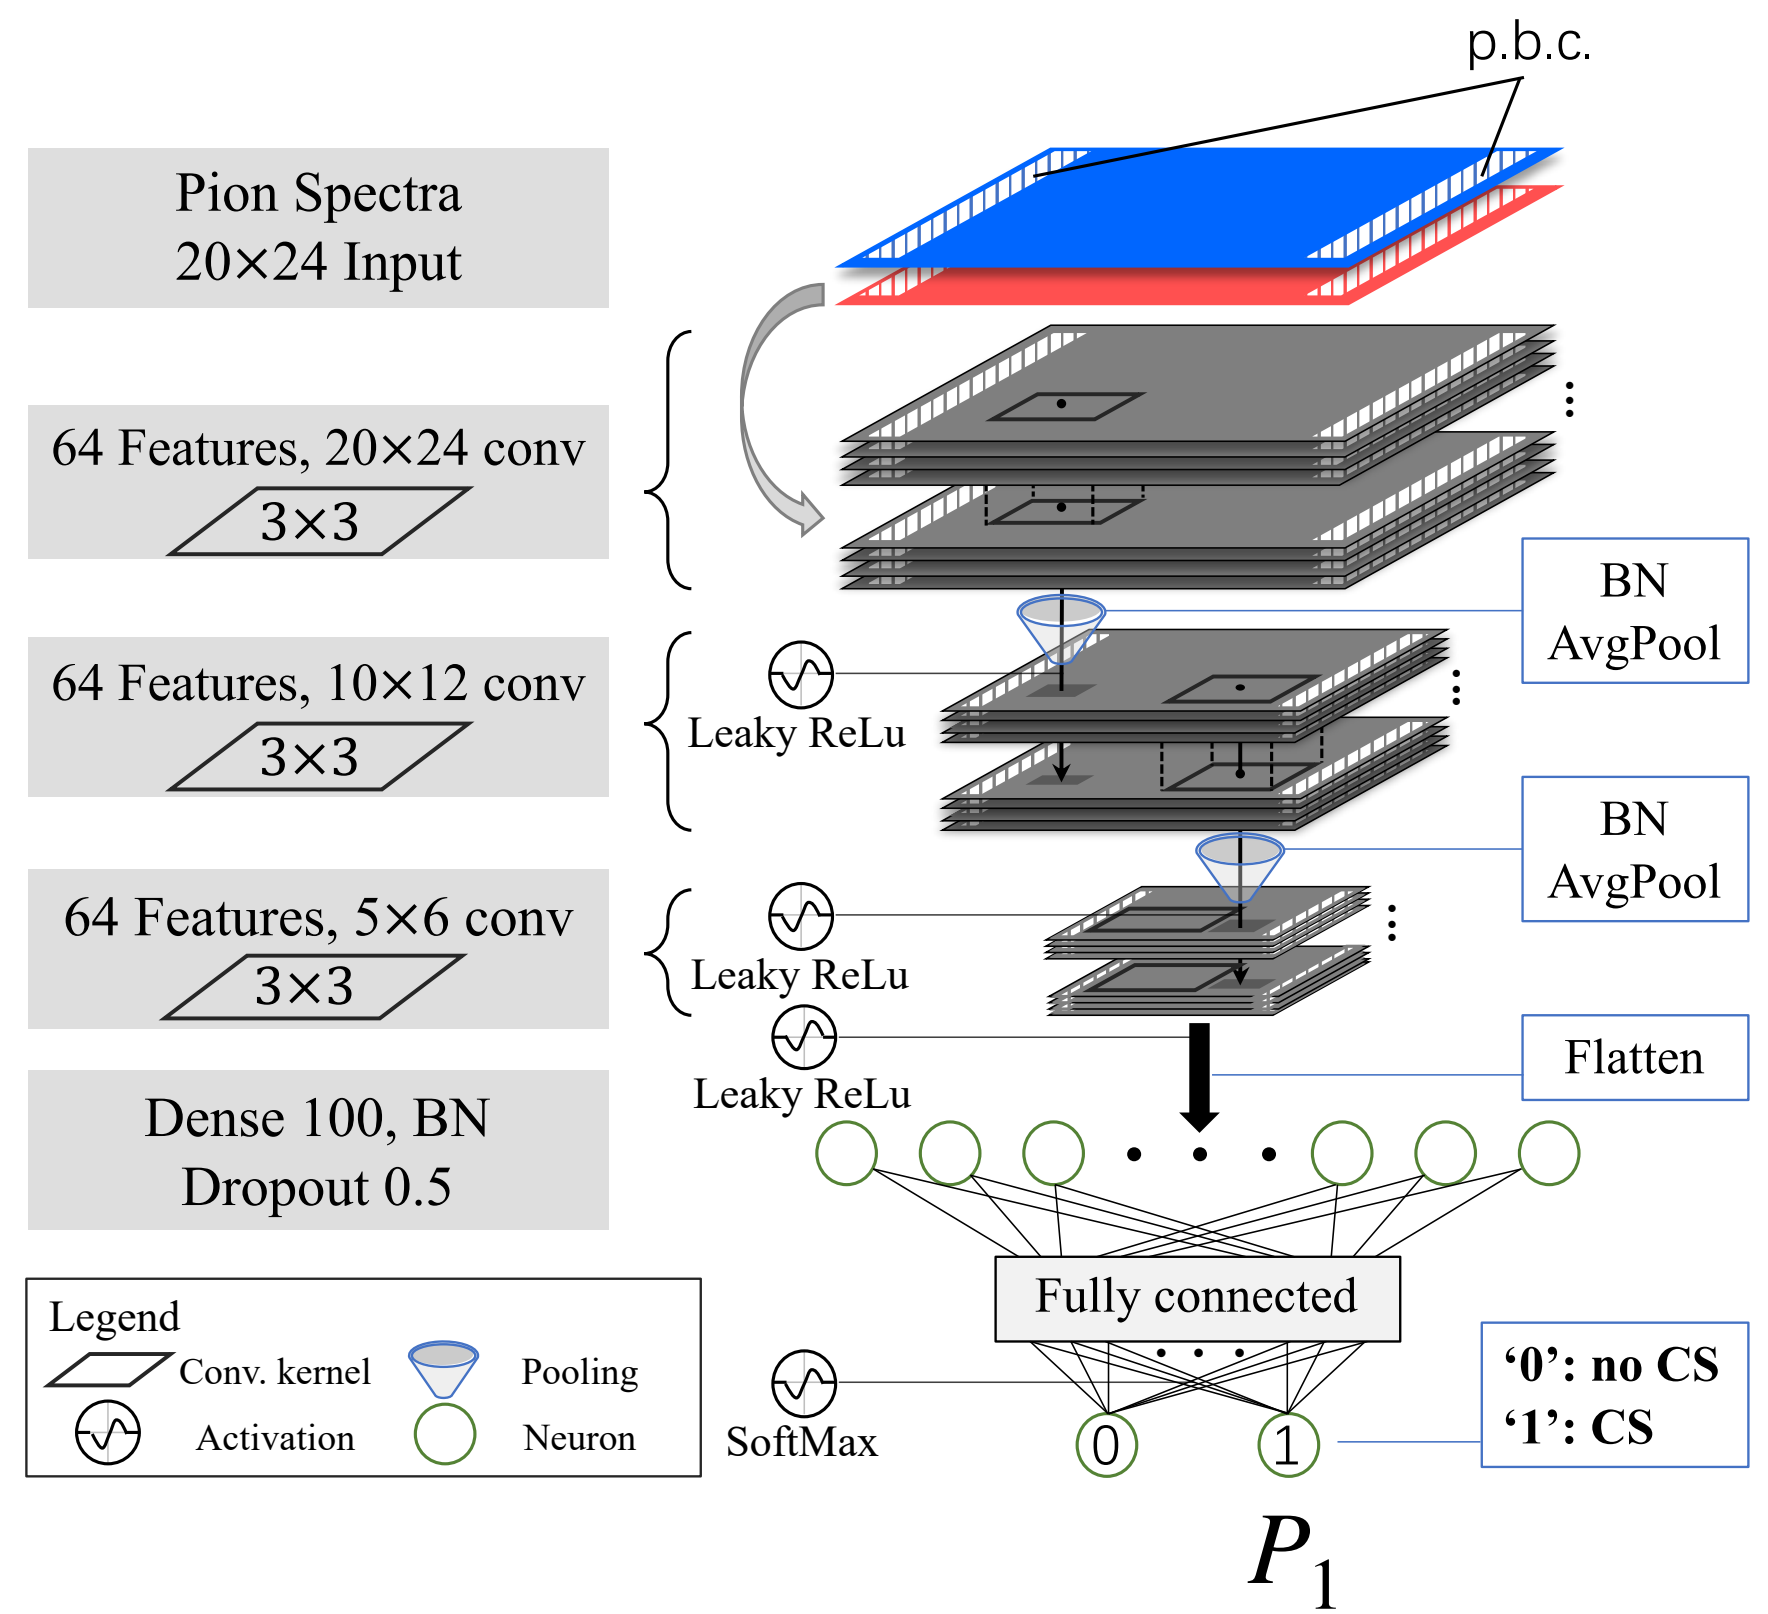 p.b.c.
Pion Spectra
20×24 Input
64 Features, 20×24 conv
3×3
BN
AvgPool
64 Features, 10×12 conv
3×3
Leaky ReLu
BN
AvgPool
64 Features, 5×6 conv
3×3
Leaky ReLu
Leaky ReLu
Flatten
Dense 100, BN
Dropout 0.5
Fully connected
Legend
Conv. kernel
Pooling
Activation
Neuron
SoftMax
0
1
‘0’: no CS
‘1’: CS
P1